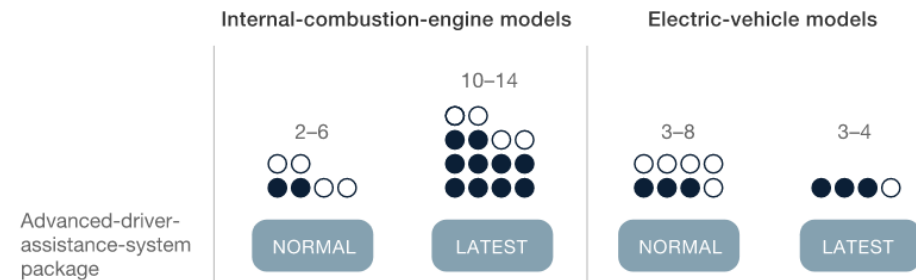 Internal-combustion-engine models
Electric-vehicle models
2–6
10–14
3–8
3–4
Advanced-driver-
assistance-system
package
NORMAL
LATEST
NORMAL
LATEST